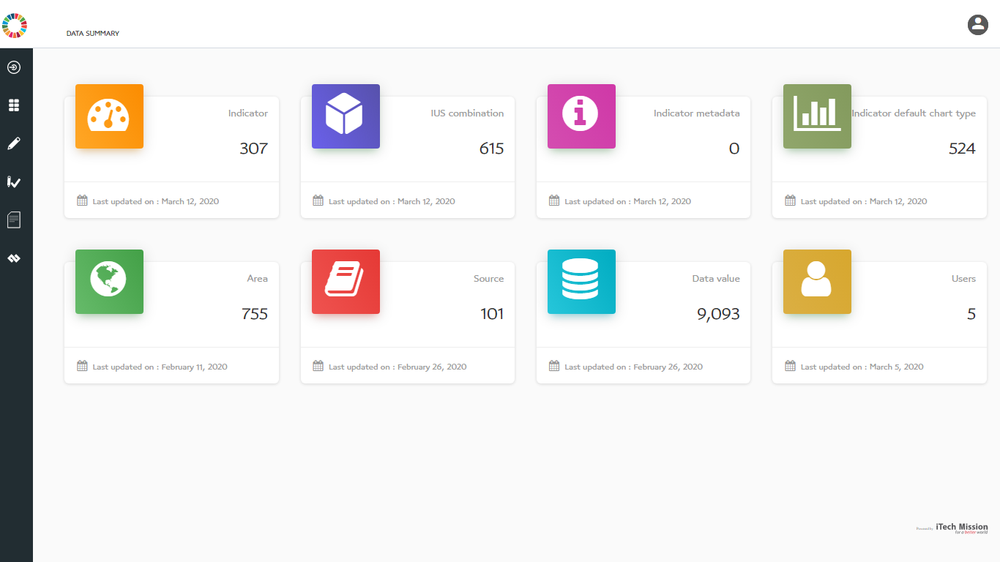 DATA SUMMARY
Indicator
307
Last updated on : March 12, 2020
IUS combination
615
Last updated on : March 12, 2020
Indicator metadata
0
Last updated on : March 12, 2020
Indicator default chart type
524
Last updated on : March 12, 2020
Area
755
Last updated on : February 11, 2020
Source
101
Last updated on : February 26, 2020
Data value
9,093
Last updated on : February 26, 2020
Users
5
Last updated on : March 5, 2020
Powered by iTech Mission
for a better world